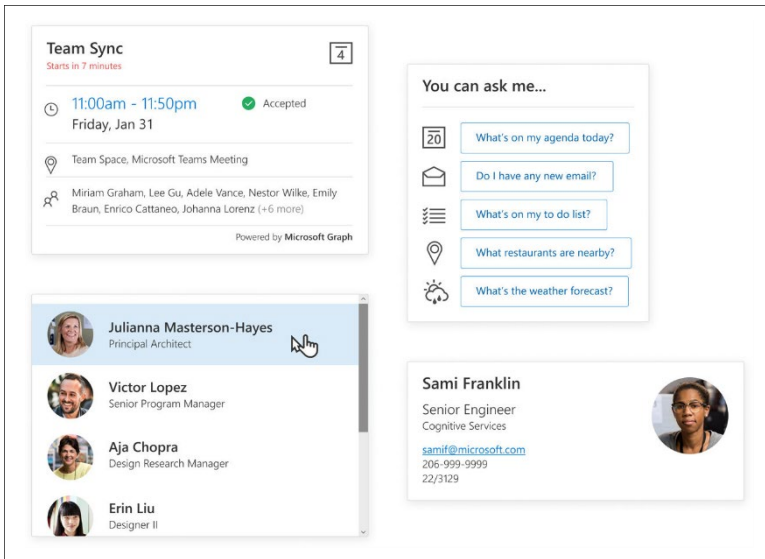 Team Sync
Starts in 7 minutes
4
11:00am - 11:50pm
Accepted
Friday, Jan 31
Team Space, Microsoft Teams Meeting
Miriam Graham, Lee Gu, Adele Vance, Nestor Wilke, Emily
Braun, Enrico Cattaneo, Johanna Lorenz (+6 more)
Powered by Microsoft Graph
You can ask me...
20
What's on my agenda today?
Do I have any new email?
What's on my to do list?
What restaurants are nearby?
What's the weather forecast?
Julianna Masterson-Hayes
Principal Architect
Victor Lopez
Senior Program Manager
Aja Chopra
Design Research Manager
Erin Liu
Designer II
Sami Franklin
Senior Engineer
Cognitive Services
samif@microsoft.com
206-999-9999
22/3129